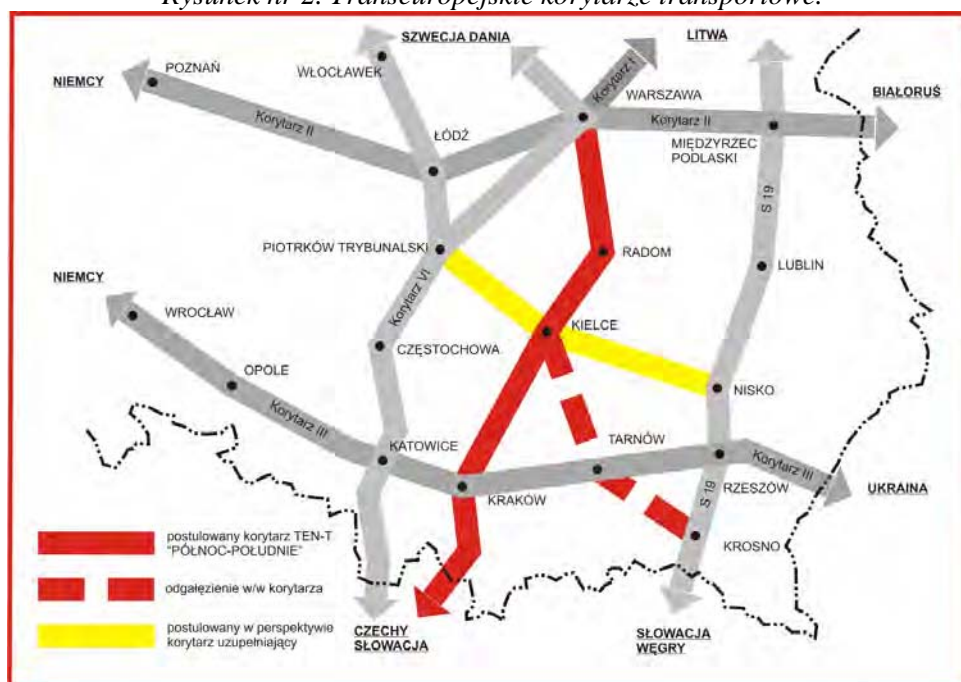 Rysunek nr 2. Transeuropejskie korytarze transportowe.
SZWECJA DANIA
LITWA
WŁOCŁAWEK
Korytarz I
POZNAŃ
NIEMCY
WARSZAWA
BIAŁORUŚ
Korytarz II
Korytarz II
ŁÓDŹ
MIĘDZYRZEC
PODLASKI
S 19
PIOTRKÓW TRYBUNALSKI
RADOM
LUBLIN
NIEMCY
Korytarz VI
WROCŁAW
KIELCE
CZĘSTOCHOWA
OPOLE
NISKO
Korytarz III
KATOWICE
TARNÓW
Korytarz III
KRAKÓW
RZESZÓW
UKRAINA
S 19
KROSNO
postulowany korytarz TEN-T
"PÓŁNOC-POŁUDNIE"
odgałęzienie w/w korytarza
postulowany w perspektywie
korytarz uzupełniający
CZECHY
SŁOWACJA
SŁOWACJA
WĘGRY